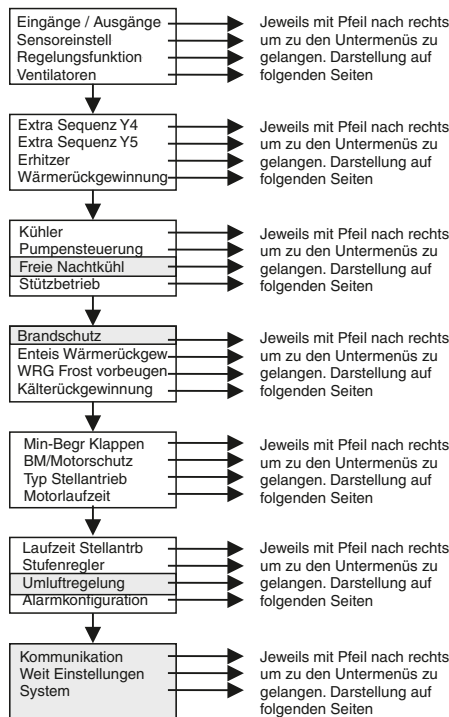 Eingänge / Ausgänge
Sensoreinstell
Regelungsfunktion
Ventilatoren
Jeweils mit Pfeil nach rechts
um zu den Untermenüs zu
gelangen. Darstellung auf
folgenden Seiten
Extra Sequenz Y4
Extra Sequenz Y5
Erhitzer
Wärmerückgewinnung
Jeweils mit Pfeil nach rechts
um zu den Untermenüs zu
gelangen. Darstellung auf
folgenden Seiten
Kühler
Pumpensteuerung
Freie Nachtkühl
Stützbetrieb
Jeweils mit Pfeil nach rechts
um zu den Untermenüs zu
gelangen. Darstellung auf
folgenden Seiten
Brandschutz
Enteis Wärmerückgew
WRG Frost vorbeugen
Kälterückgewinnung
Jeweils mit Pfeil nach rechts
um zu den Untermenüs zu
gelangen. Darstellung auf
folgenden Seiten
Min-Begr Klappen
BM/Motorschutz
Typ Stellantrieb
Motorlaufzeit
Jeweils mit Pfeil nach rechts
um zu den Untermenüs zu
gelangen. Darstellung auf
folgenden Seiten
Laufzeit Stellantrb
Stufenregler
Umluftregelung
Alarmkonfiguration
Jeweils mit Pfeil nach rechts
um zu den Untermenüs zu
gelangen. Darstellung auf
folgenden Seiten
Kommunikation
Weit Einstellungen
System
Jeweils mit Pfeil nach rechts
um zu den Untermenüs zu
gelangen. Darstellung auf
folgenden Seiten